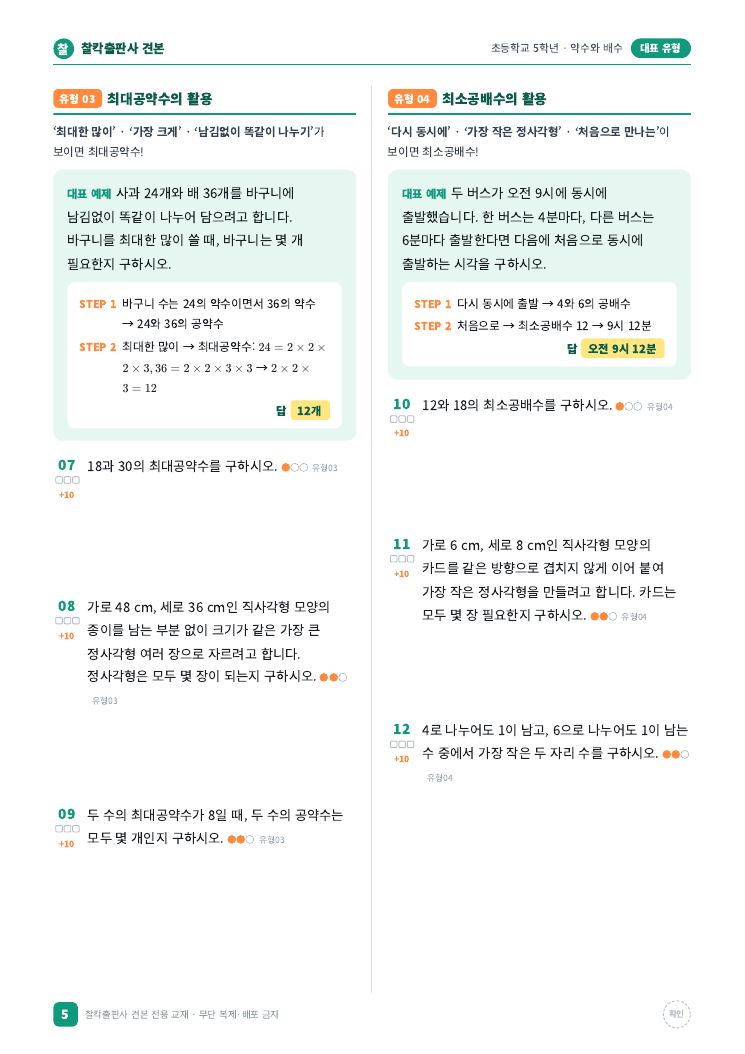 찰 찰칵출판사 견본
초등학교 5학년 · 약수와 배수 대표 유형
유형 03 최대공약수의 활용
‘최대한 많이’ · ‘가장 크게’ · ‘남김없이 똑같이 나누기’가
보이면 최대공약수!
대표 예제 사과 24개와 배 36개를 바구니에
남김없이 똑같이 나누어 담으려고 합니다.
바구니를 최대한 많이 쓸 때, 바구니는 몇 개
필요한지 구하시오.
STEP 1 바구니 수는 24의 약수이면서 36의 약수
→ 24와 36의 공약수
STEP 2 최대한 많이 → 최대공약수: 24 = 2 × 2 ×
2 × 3, 36 = 2 × 2 × 3 × 3 → 2 × 2 ×
3 = 12
답 12개
07 18과 30의 최대공약수를 구하시오. ●○○ 유형03
□□□
+10
08 가로 48 cm, 세로 36 cm인 직사각형 모양의
□□□ 종이를 남는 부분 없이 크기가 같은 가장 큰
+10 정사각형 여러 장으로 자르려고 합니다.
정사각형은 모두 몇 장이 되는지 구하시오. ●●○
유형03
09 두 수의 최대공약수가 8일 때, 두 수의 공약수는
□□□ 모두 몇 개인지 구하시오. ●●○ 유형03
+10
유형 04 최소공배수의 활용
‘다시 동시에’ · ‘가장 작은 정사각형’ · ‘처음으로 만나는’이
보이면 최소공배수!
대표 예제 두 버스가 오전 9시에 동시에
출발했습니다. 한 버스는 4분마다, 다른 버스는
6분마다 출발한다면 다음에 처음으로 동시에
출발하는 시각을 구하시오.
STEP 1 다시 동시에 출발 → 4와 6의 공배수
STEP 2 처음으로 → 최소공배수 12 → 9시 12분
답 오전 9시 12분
10 12와 18의 최소공배수를 구하시오. ●○○ 유형04
□□□
+10
11 가로 6 cm, 세로 8 cm인 직사각형 모양의
□□□ 카드를 같은 방향으로 겹치지 않게 이어 붙여
+10 가장 작은 정사각형을 만들려고 합니다. 카드는
모두 몇 장 필요한지 구하시오. ●●○ 유형04
12 4로 나누어도 1이 남고, 6으로 나누어도 1이 남는
□□□ 수 중에서 가장 작은 두 자리 수를 구하시오. ●●○
+10
유형04
5 찰칵출판사 견본 전용 교재 · 무단 복제·배포 금지
확인